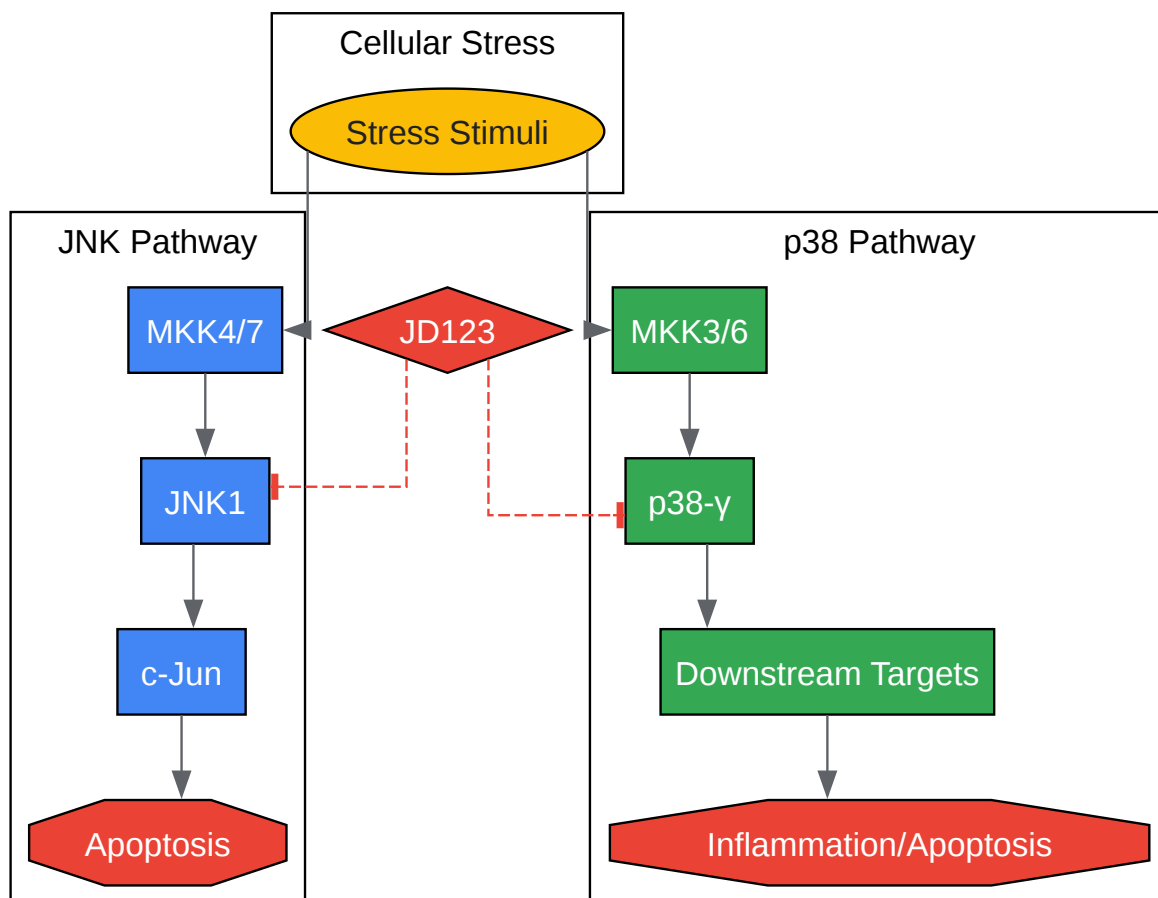 Cellular Stress
Stress Stimuli
JNK Pathway
p38 Pathway
MKK4/7
JD123
MKK3/6
JNK1
p38-γ
c-Jun
Downstream Targets
Apoptosis
Inflammation/Apoptosis